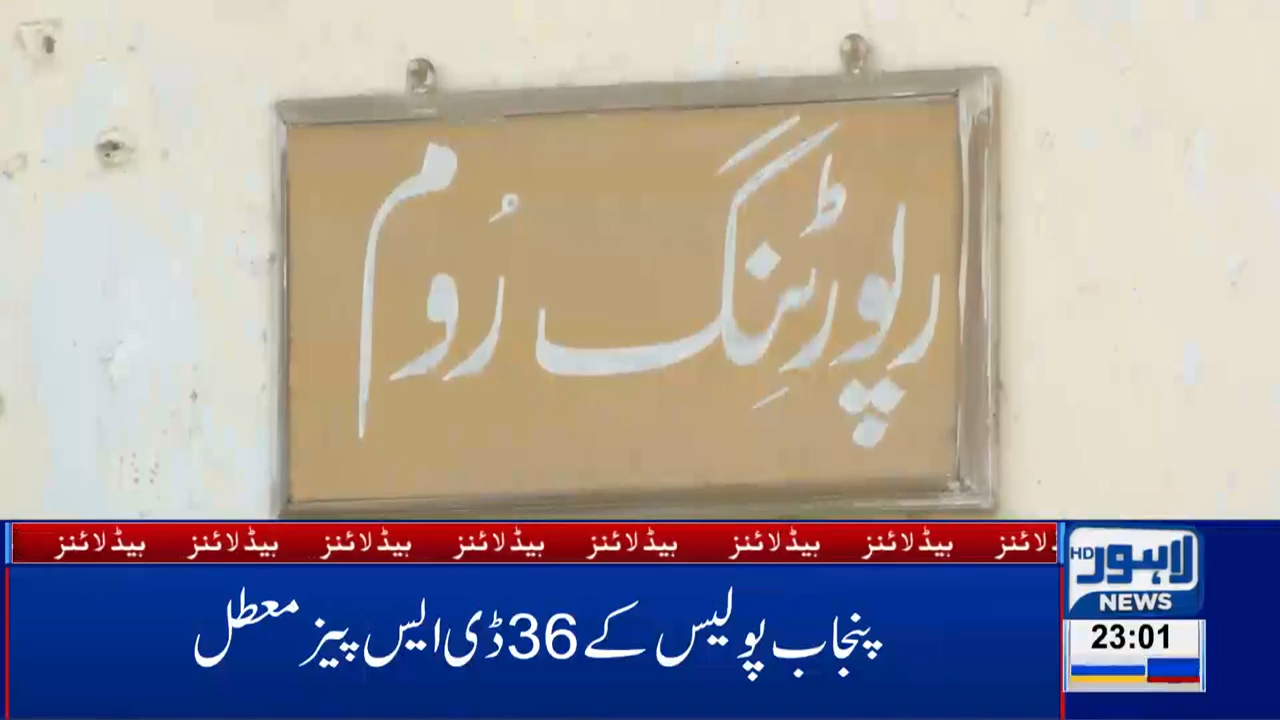 رپورٹنگ رُوم
ہیڈلائنز ہیڈلائنز ہیڈلائنز ہیڈلائنز ہیڈلائنز ہیڈلائنز ہیڈلائنز ڈلائنز
HD لاہور
NEWS
پنجاب پولیس کے 36 ڈی ایس پیز معطل
23:01